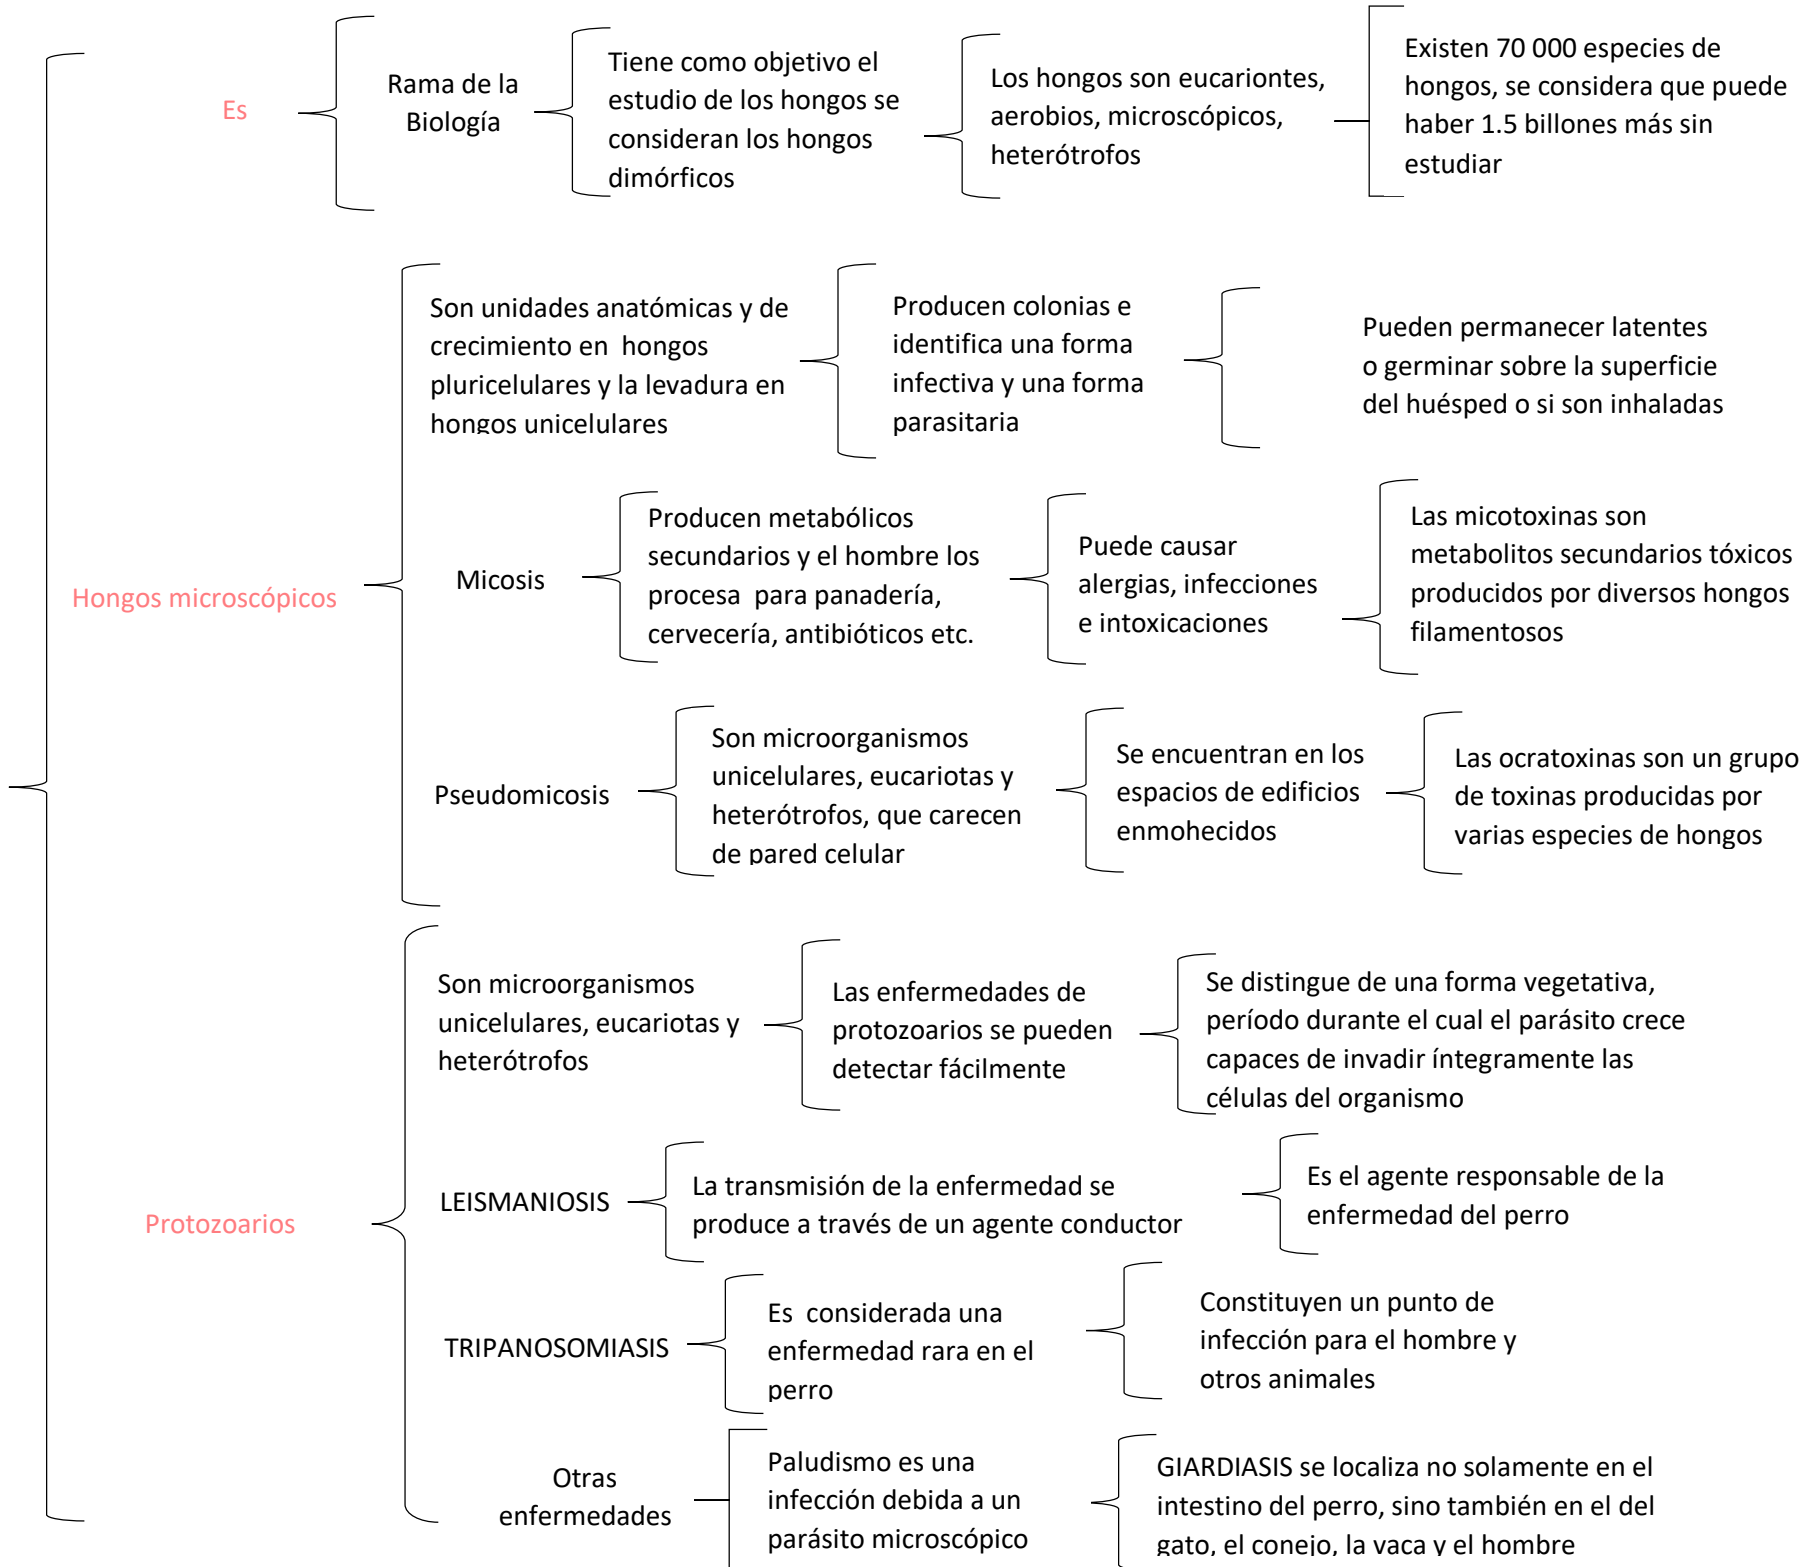 Es
Rama de la
Biología
Tiene como objetivo el
estudio de los hongos se
consideran los hongos
dimórficos
Los hongos son eucariontes,
aerobios, microscópicos,
heterótrofos
Existen 70 000 especies de
hongos, se considera que puede
haber 1.5 billones más sin
estudiar
Hongos microscópicos
Son unidades anatómicas y de
crecimiento en  hongos
pluricelulares y la levadura en
hongos unicelulares
Producen colonias e
identifica una forma
infectiva y una forma
parasitaria
Pueden permanecer latentes
o germinar sobre la superficie
del huésped o si son inhaladas
Micosis
Producen metabólicos
secundarios y el hombre los
procesa  para panadería,
cervecería, antibióticos etc.
Puede causar
alergias, infecciones
e intoxicaciones
Las micotoxinas son
metabolitos secundarios tóxicos
producidos por diversos hongos
filamentosos
Pseudomicosis
Son microorganismos
unicelulares, eucariotas y
heterótrofos, que carecen
de pared celular
Se encuentran en los
espacios de edificios
enmohecidos
Las ocratoxinas son un grupo
de toxinas producidas por
varias especies de hongos
Protozoarios
Son microorganismos
unicelulares, eucariotas y
heterótrofos
Las enfermedades de
protozoarios se pueden
detectar fácilmente
Se distingue de una forma vegetativa,
período durante el cual el parásito crece
capaces de invadir íntegramente las
células del organismo
LEISMANIOSIS
La transmisión de la enfermedad se
produce a través de un agente conductor
Es el agente responsable de la
enfermedad del perro
TRIPANOSOMIASIS
Es  considerada una
enfermedad rara en el
perro
Constituyen un punto de
infección para el hombre y
otros animales
Otras
enfermedades
Paludismo es una
infección debida a un
parásito microscópico
GIARDIASIS se localiza no solamente en el
intestino del perro, sino también en el del
gato, el conejo, la vaca y el hombre